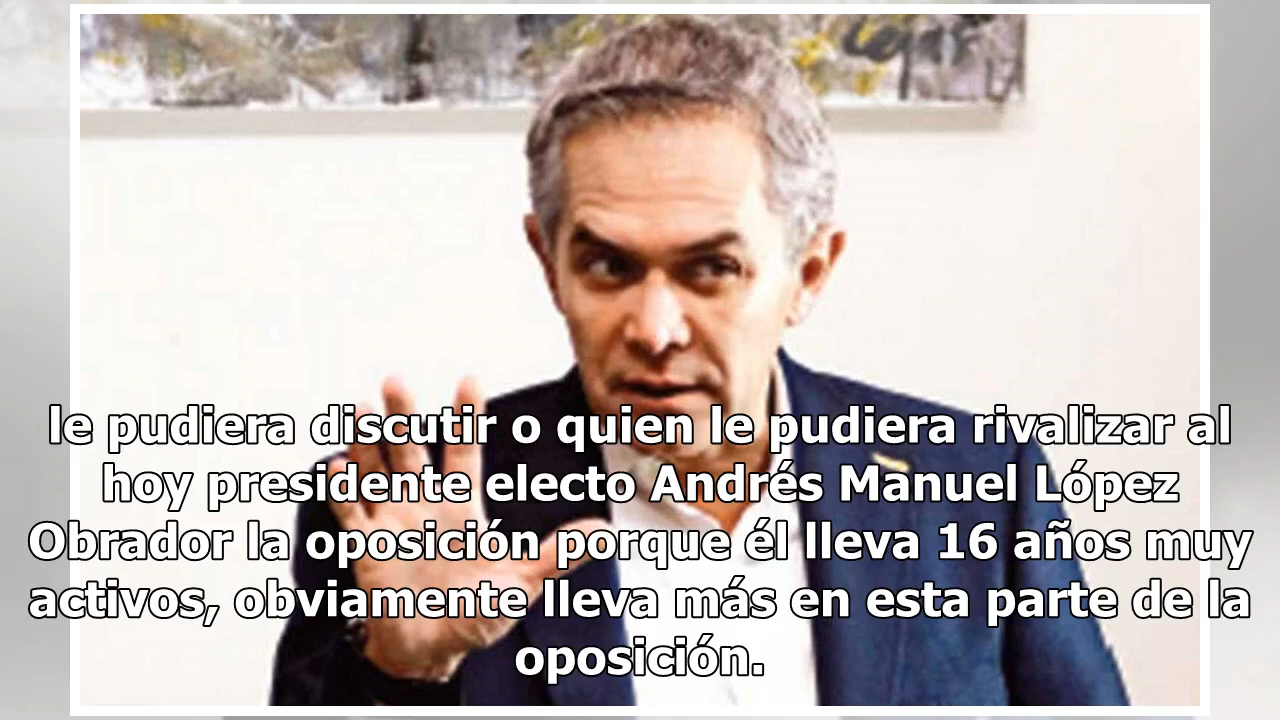 le pudiera discutir o quien le pudiera rivalizar al
hoy presidente electo Andrés Manuel López
Obrador la oposición porque él lleva 16 años muy
activos, obviamente lleva más en esta parte de la
oposición.